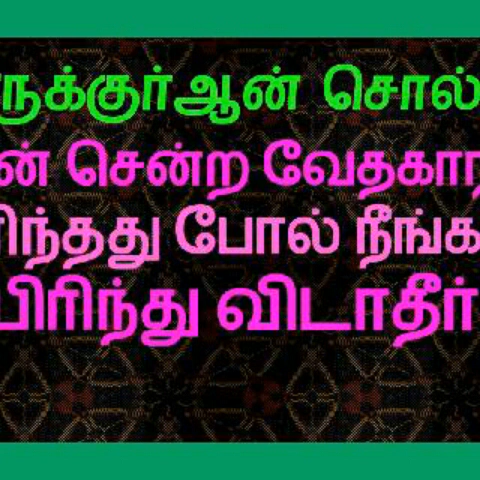 ருக்குர்ஆன் சொல்
ன் சென்ற வேதகார
ரிந்தது போல் நீங்க
பிரிந்து விடாதீர்